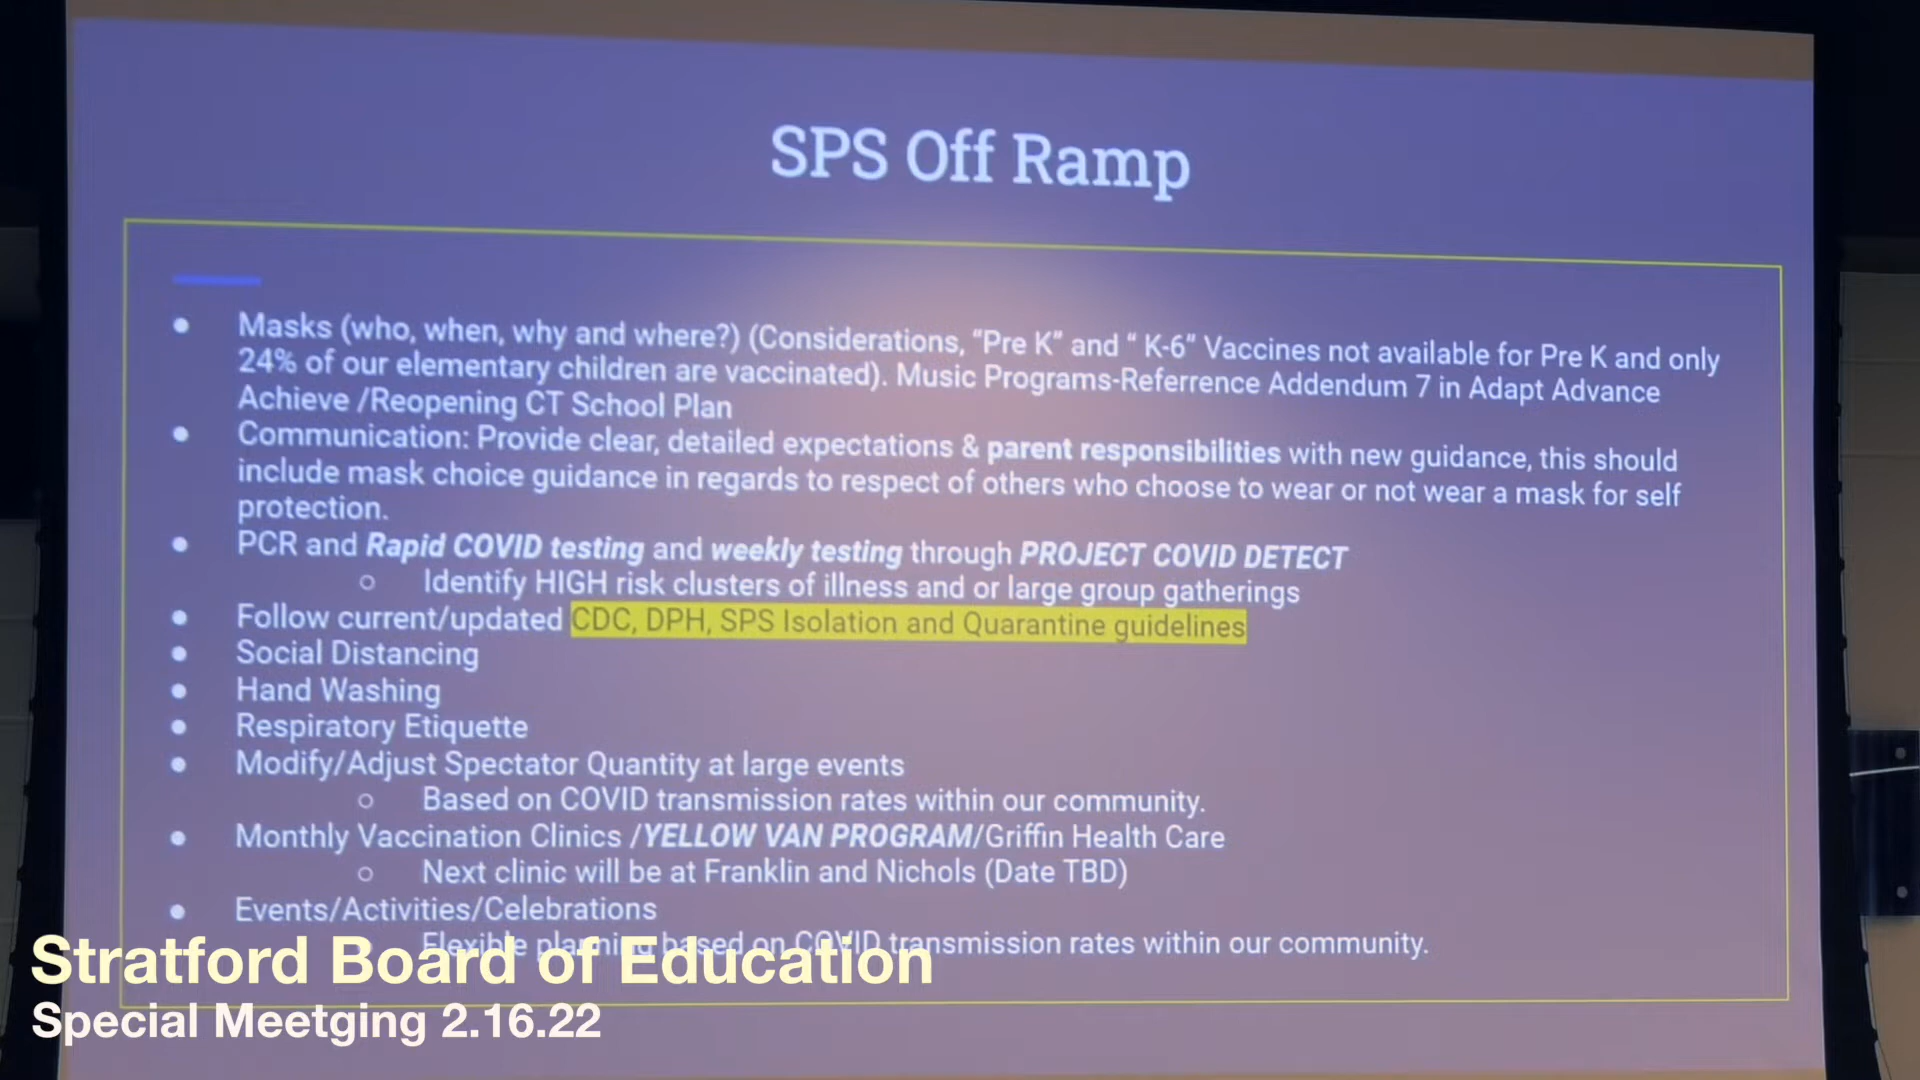 SPS Off Ramp
Masks (who, when, why and where?) (Considerations, “Pre K” and “ K-6” Vaccines not available for Pre K and only
24% of our elementary children are vaccinated). Music Programs-Referrence Addendum 7 in Adapt Advance
Achieve /Reopening CT School Plan
Communication: Provide clear, detailed expectations & parent responsibilities with new guidance, this should
include mask choice guidance in regards to respect of others who choose to wear or not wear a mask for self
protection.
PCR and Rapid COVID testing and weekly testing through PROJECT COVID DETECT
Identify HIGH risk clusters of illness and or large group gatherings
Follow current/updated CDC, DPH, SPS Isolation and Quarantine guidelines
Social Distancing
Hand Washing
Respiratory Etiquette
Modify/Adjust Spectator Quantity at large events
Based on COVID transmission rates within our community.
Monthly Vaccination Clinics /YELLOW VAN PROGRAM/Griffin Health Care
Next clinic will be at Franklin and Nichols (Date TBD)
Events/Activities/Celebrations
Flexible planning based on COVID transmission rates within our community.
Stratford Board of Education
Special Meetging 2.16.22